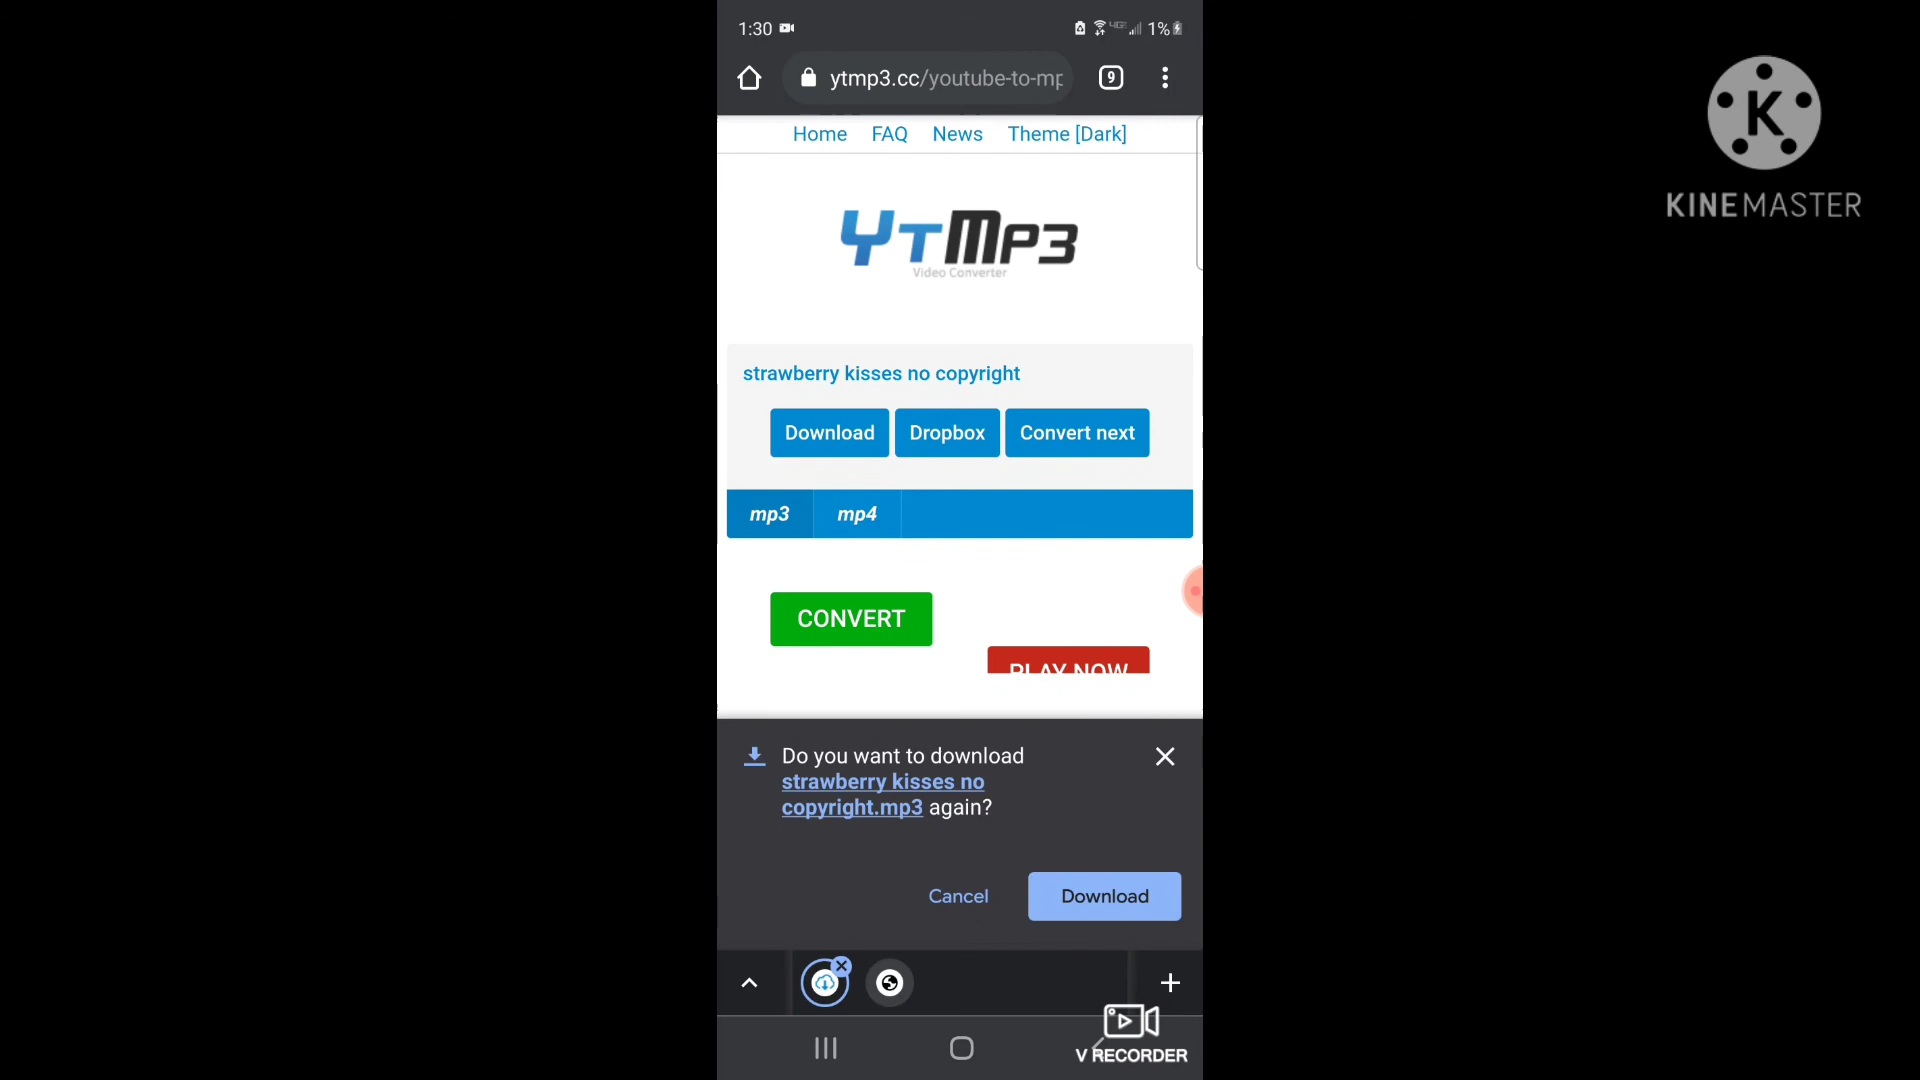 1:30
1%
ytmp3.cc/youtube-to-mp
9
Home FAQ News Theme [Dark]
YTMP3
Video Converter
strawberry kisses no copyright
Download Dropbox Convert next
mp3 mp4
CONVERT
PLAY NOW
Do you want to download
strawberry kisses no
copyright.mp3 again?
Cancel Download
V RECORDER
K
KINEMASTER